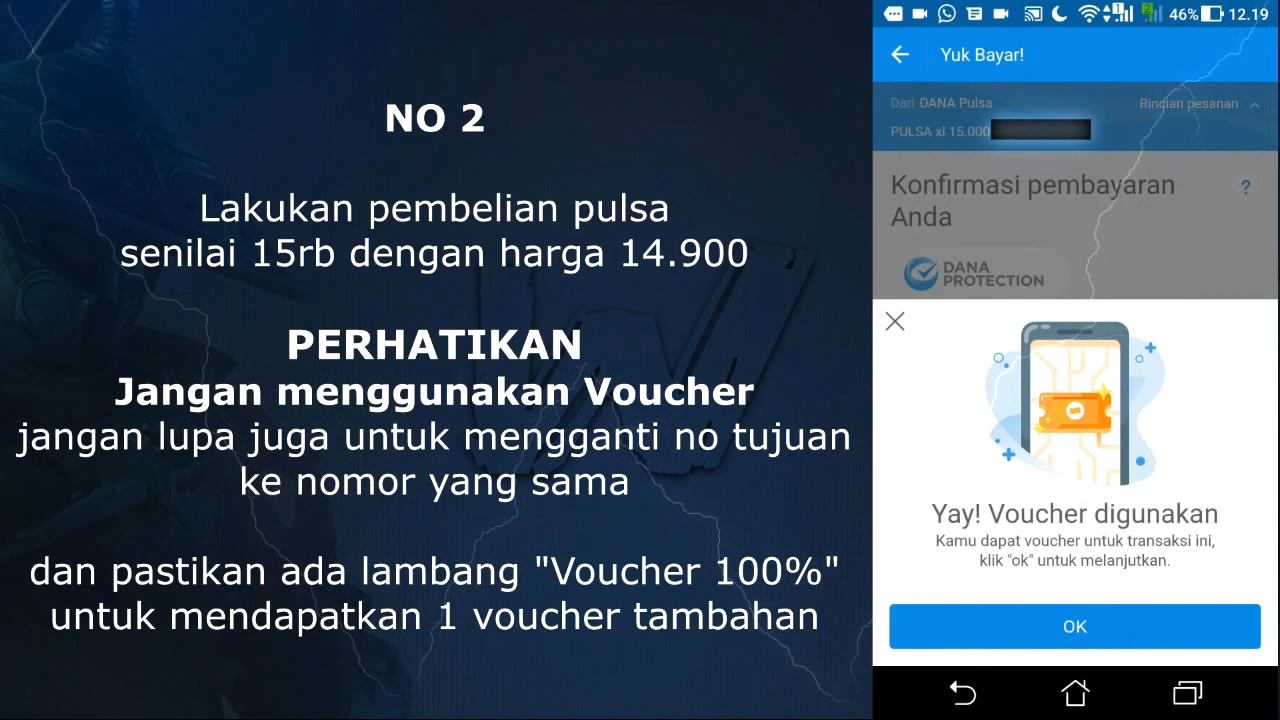 NO 2
Lakukan pembelian pulsa
senilai 15rb dengan harga 14.900
PERHATIKAN
Jangan menggunakan Voucher
jangan lupa juga untuk mengganti no tujuan
ke nomor yang sama
dan pastikan ada lambang "Voucher 100%"
untuk mendapatkan 1 voucher tambahan
46% 12.19
Yuk Bayar!
Dari DANA Pulsa Rincian pesanan
PULSA xl 15.000
Konfirmasi pembayaran
Anda
?
DANA
PROTECTION
Yay! Voucher digunakan
Kamu dapat voucher untuk transaksi ini,
klik "ok" untuk melanjutkan.
OK